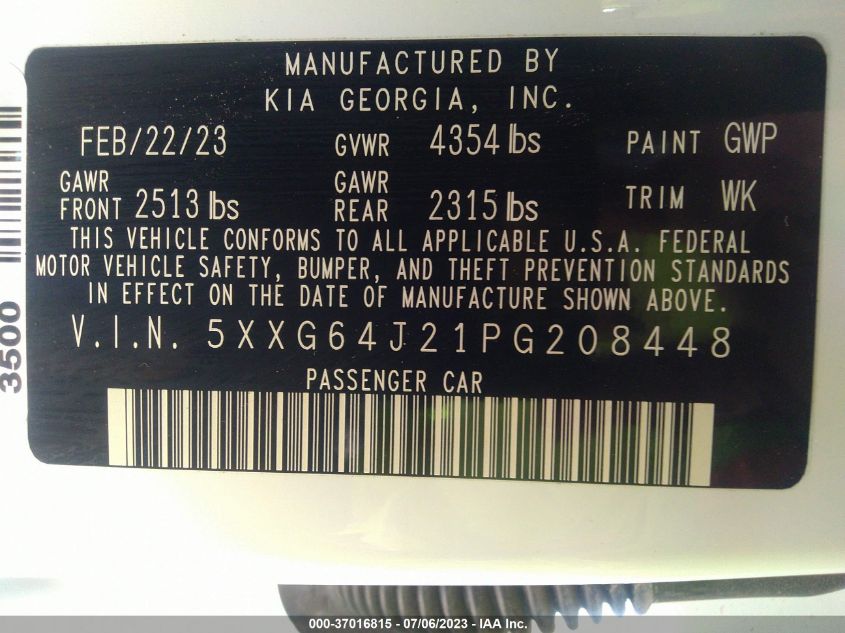 MANUFACTURED BY
KIA GEORGIA, INC.
FEB/22/23 GVWR 4354 lbs PAINT GWP
GAWR FRONT 2513 lbs GAWR REAR 2315 lbs TRIM WK
THIS VEHICLE CONFORMS TO ALL APPLICABLE U.S.A. FEDERAL
MOTOR VEHICLE SAFETY, BUMPER, AND THEFT PREVENTION STANDARDS
IN EFFECT ON THE DATE OF MANUFACTURE SHOWN ABOVE.
V.I.N. 5XXG64J21PG208448
PASSENGER CAR
3500
000-37016815 - 07/06/2023 - IAA Inc.